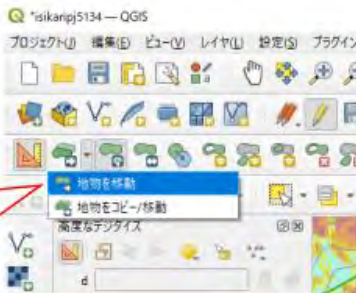 *isikaripj5134 — QGIS
プロジェクト(J) 編集(E) ビュー(V) レイヤ(L) 設定(S) プラグイン
地物を移動
地物をコピー/移動
高度なデジタイズ
d